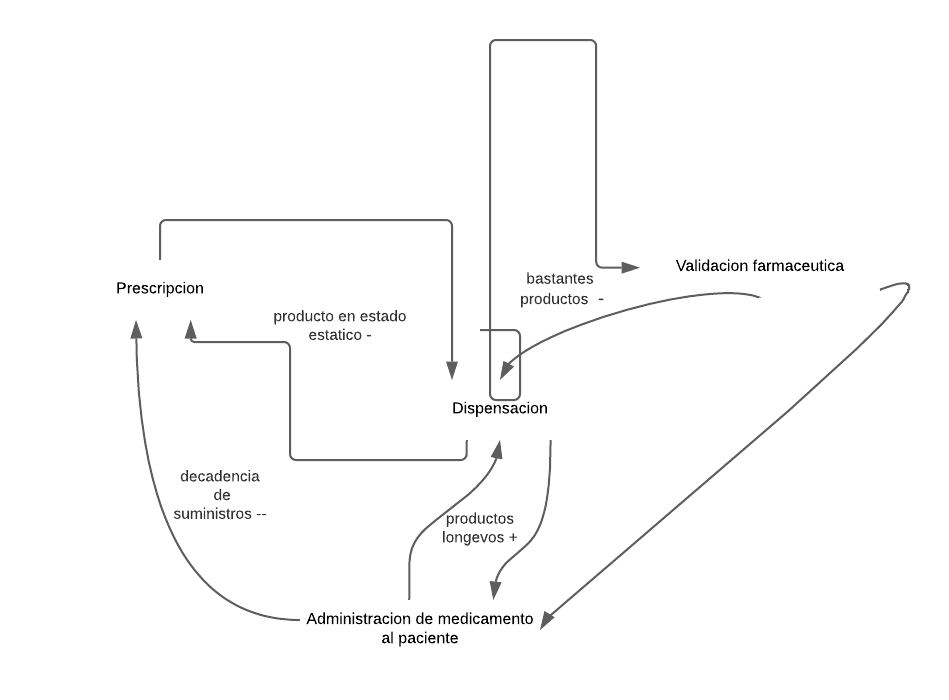 Validacion farmaceutica
bastantes
productos -
Prescripcion
producto en estado
estatico -
Dispensacion
decadencia
de
suministros --
productos
longevos +
Administracion de medicamento
al paciente